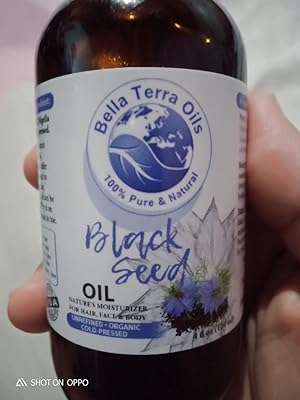 Bella Terra Oils
100% Pure & Natural
Black
Seed
OIL
NATURE'S MOISTURIZER
FOR HAIR, FACE & BODY
UNREFINED • ORGANIC
COLD-PRESSED
SHOT ON OPPO